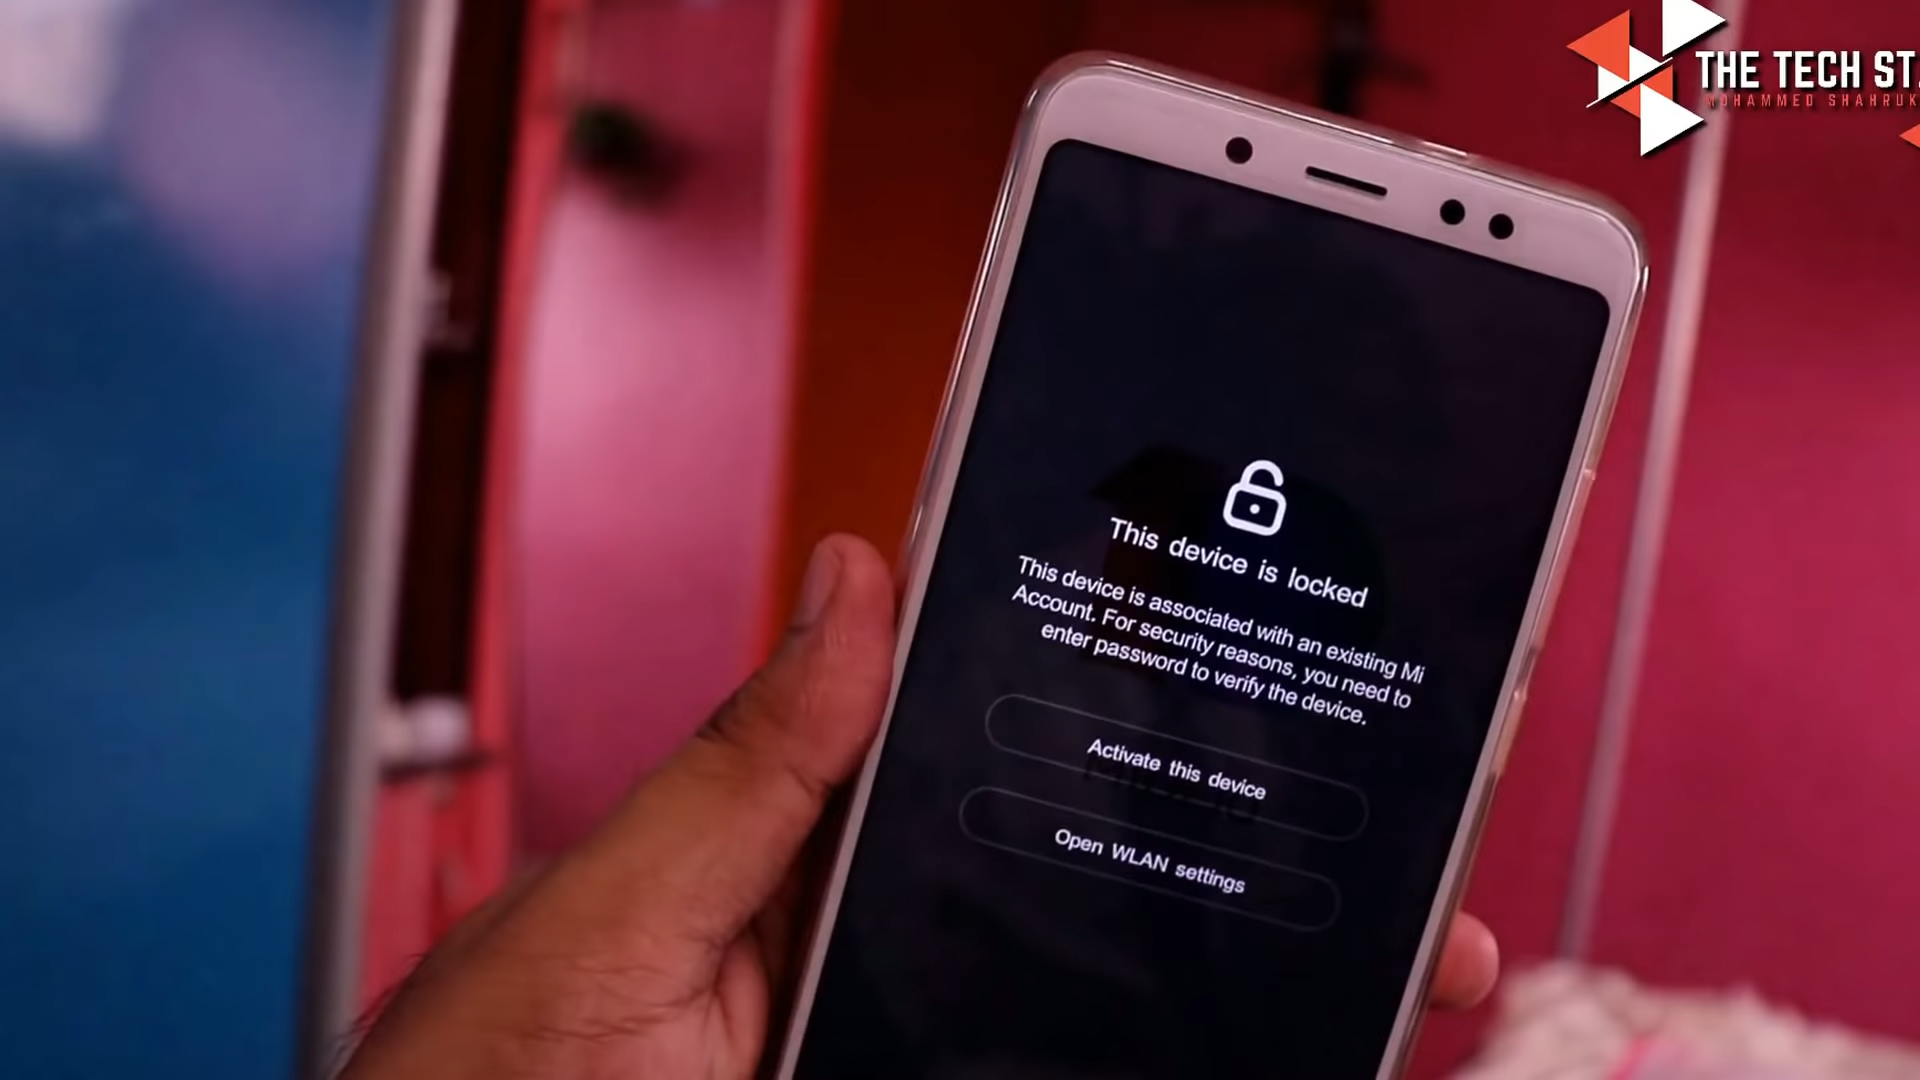 THE TECH ST
MOHAMMED SHAHRUK
This device is locked
This device is associated with an existing Mi
Account. For security reasons, you need to
enter password to verify the device.
Activate this device
Open WLAN settings